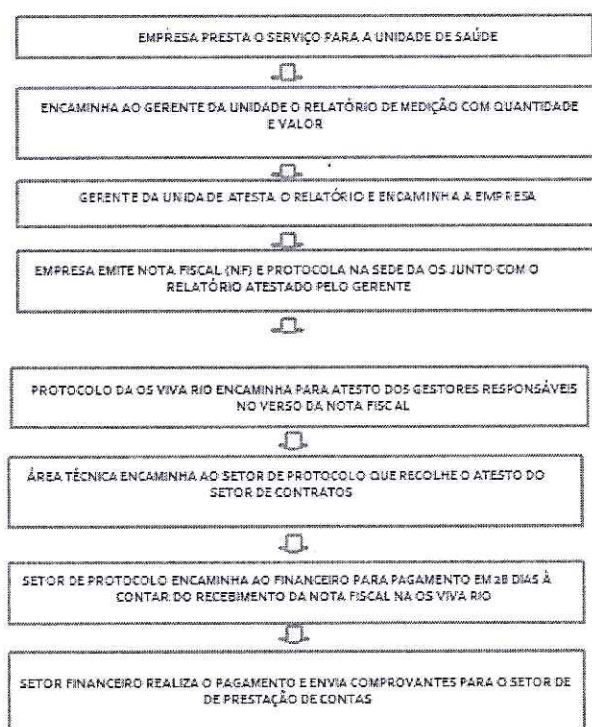 EMPRESA PRESTA O SERVIÇO PARA A UNIDADE DE SAÚDE
ENCAMINHA AO GERENTE DA UNIDADE O RELATÓRIO DE MEDIÇÃO COM QUANTIDADE
E VALOR
GERENTE DA UNIDADE ATESTA O RELATÓRIO E ENCAMINHA A EMPRESA
EMPRESA EMITE NOTA FISCAL (NF) E PROTOCOLA NA SEDE DA OS JUNTO COM O
RELATÓRIO ATESTADO PELO GERENTE
PROTOCOLO DA OS VIVA RIO ENCAMINHA PARA ATESTO DOS GESTORES RESPONSÁVEIS
NO VERSO DA NOTA FISCAL
ÁREA TÉCNICA ENCAMINHA AO SETOR DE PROTOCOLO QUE RECOLHE O ATESTO DO
SETOR DE CONTRATOS
SETOR DE PROTOCOLO ENCAMINHA AO FINANCEIRO PARA PAGAMENTO EM 28 DIAS À
CONTAR DO RECEBIMENTO DA NOTA FISCAL NA OS VIVA RIO
SETOR FINANCEIRO REALIZA O PAGAMENTO E ENVIA COMPROVANTES PARA O SETOR DE
DE PRESTAÇÃO DE CONTAS